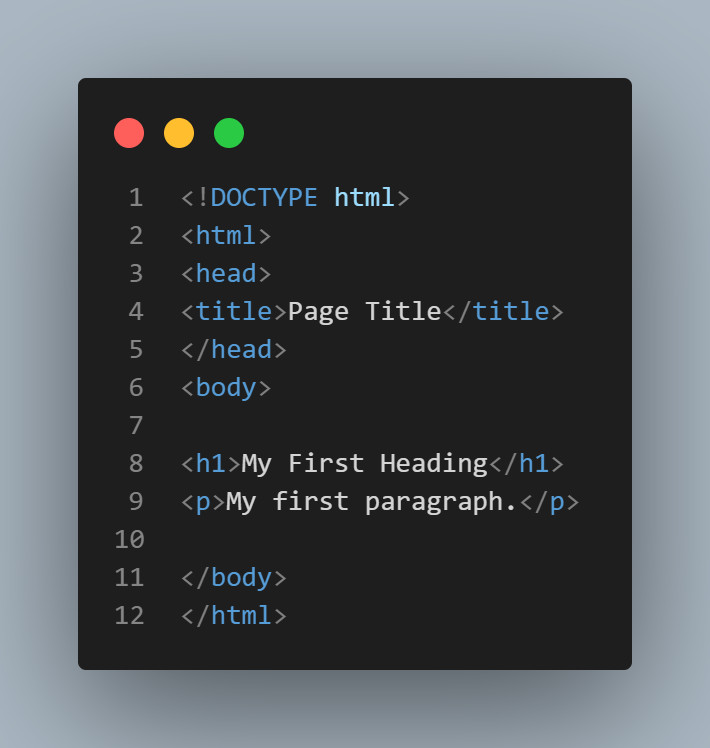 1 <!DOCTYPE html>
2 <html>
3 <head>
4 <title>Page Title</title>
5 </head>
6 <body>
7
8 <h1>My First Heading</h1>
9 <p>My first paragraph.</p>
10
11 </body>
12 </html>